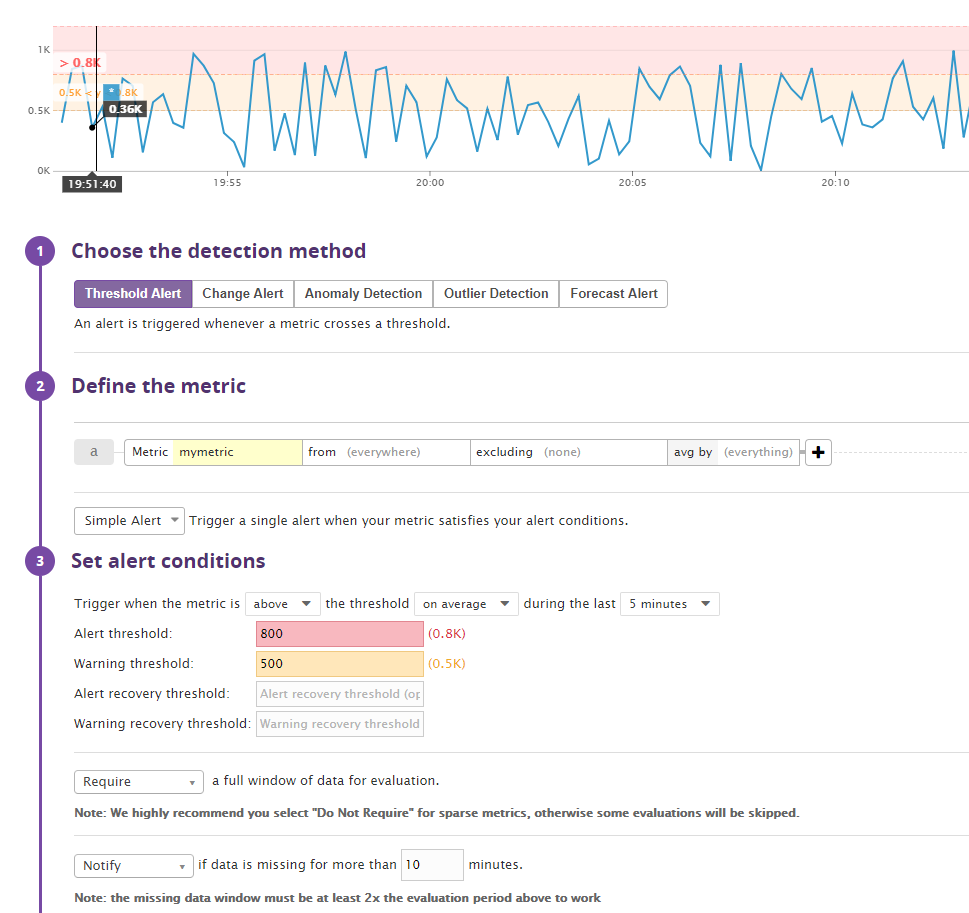 1K
> 0.8K
0.5K < y * 0.8K
0.36K
0.5K
0K
19:51:40 19:55 20:00 20:05 20:10
1 Choose the detection method
Threshold Alert Change Alert Anomaly Detection Outlier Detection Forecast Alert
An alert is triggered whenever a metric crosses a threshold.
2 Define the metric
a Metric mymetric from (everywhere) excluding (none) avg by (everything) +
Simple Alert Trigger a single alert when your metric satisfies your alert conditions.
3 Set alert conditions
Trigger when the metric is above the threshold on average during the last 5 minutes
Alert threshold: 800 (0.8K)
Warning threshold: 500 (0.5K)
Alert recovery threshold: Alert recovery threshold (op
Warning recovery threshold: Warning recovery threshold
Require a full window of data for evaluation.
Note: We highly recommend you select "Do Not Require" for sparse metrics, otherwise some evaluations will be skipped.
Notify if data is missing for more than 10 minutes.
Note: the missing data window must be at least 2x the evaluation period above to work